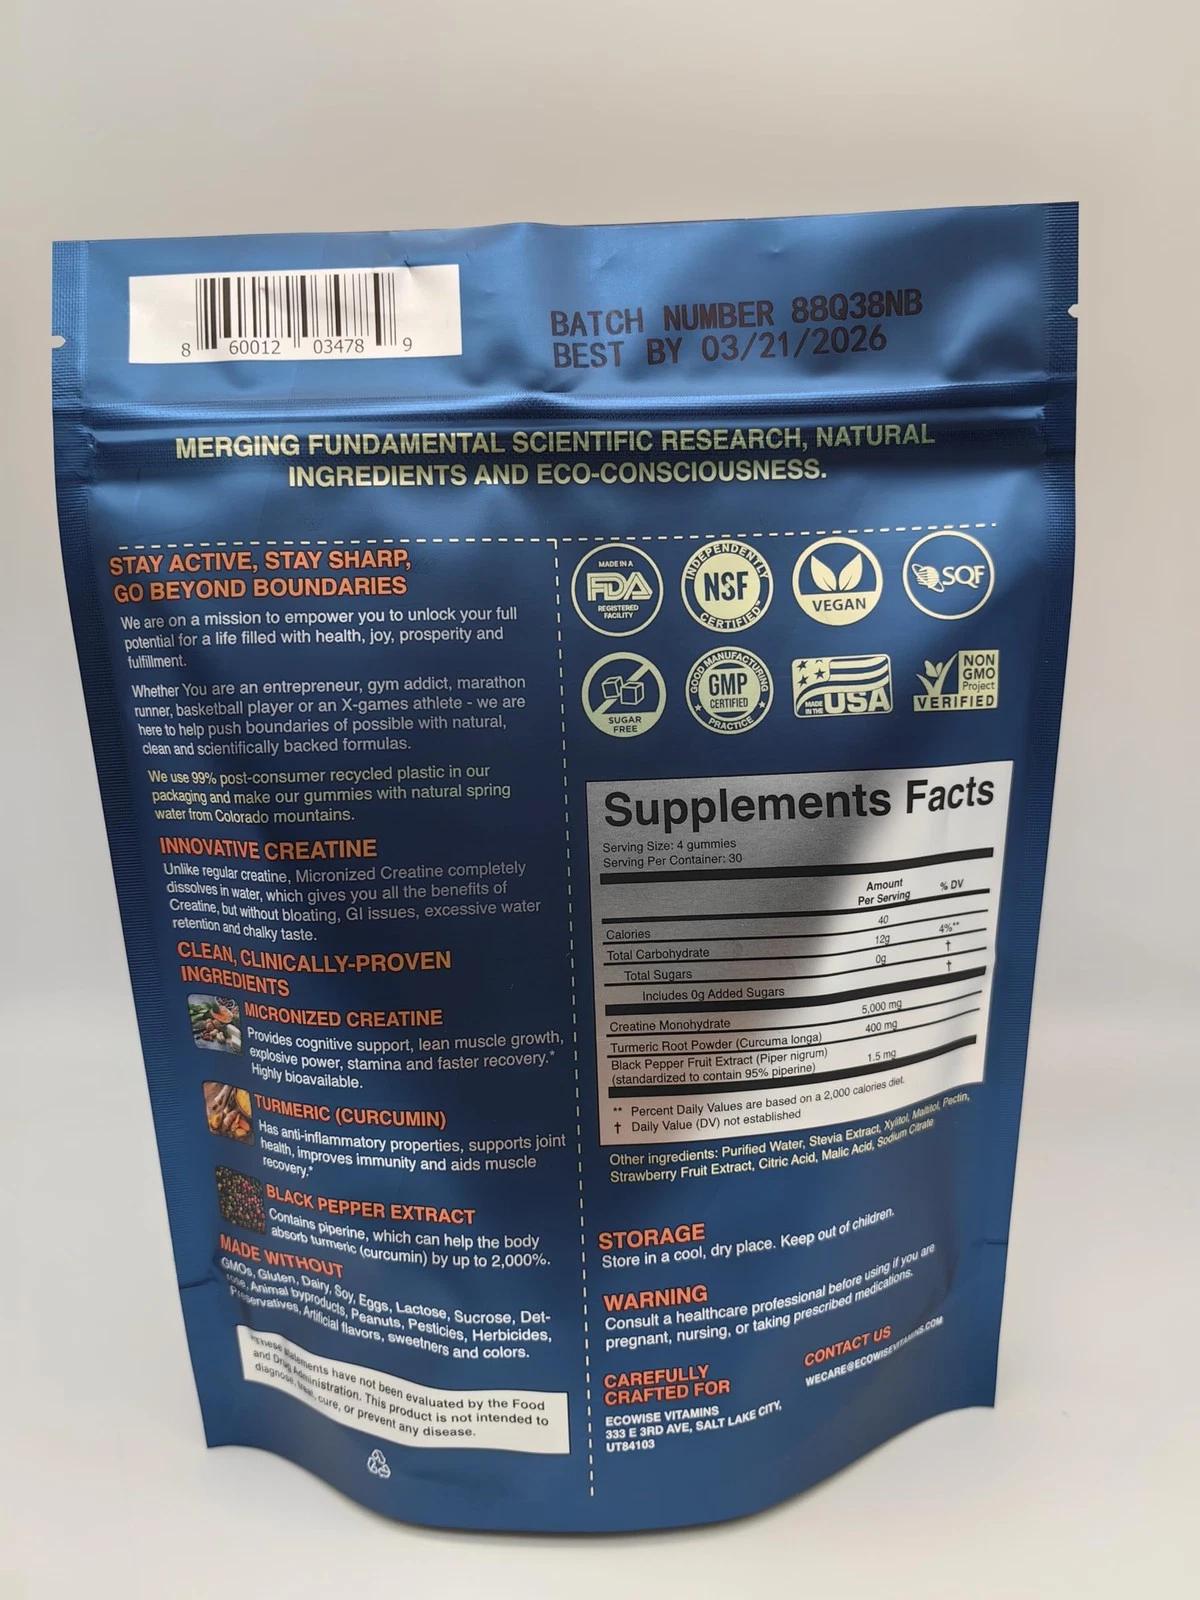 8 60012 03478 9
BATCH NUMBER 88Q38NB
BEST BY 03/21/2026
MERGING FUNDAMENTAL SCIENTIFIC RESEARCH, NATURAL
INGREDIENTS AND ECO-CONSCIOUSNESS.
STAY ACTIVE, STAY SHARP,
GO BEYOND BOUNDARIES
We are on a mission to empower you to unlock your full
potential for a life filled with health, joy, prosperity and
fulfillment.
Whether You are an entrepreneur, gym addict, marathon
runner, basketball player or an X-games athlete - we are
here to help push boundaries of possible with natural,
clean and scientifically backed formulas.
We use 99% post-consumer recycled plastic in our
packaging and make our gummies with natural spring
water from Colorado mountains.
INNOVATIVE CREATINE
Unlike regular creatine, Micronized Creatine completely
dissolves in water, which gives you all the benefits of
Creatine, but without bloating, GI issues, excessive water
retention and chalky taste.
CLEAN, CLINICALLY-PROVEN
INGREDIENTS
MICRONIZED CREATINE
Provides cognitive support, lean muscle growth,
explosive power, stamina and faster recovery.*
Highly bioavailable.
TURMERIC (CURCUMIN)
Has anti-inflammatory properties, supports joint
health, improves immunity and aids muscle
recovery.*
BLACK PEPPER EXTRACT
Contains piperine, which can help the body
absorb turmeric (curcumin) by up to 2,000%.
MADE WITHOUT
GMOs, Gluten, Dairy, Soy, Eggs, Lactose, Sucrose, Det-
rose, Animal byproducts, Peanuts, Pesticles, Herbicides,
Preservatives, Artificial flavors, sweetners and colors.
*These statements have not been evaluated by the Food
and Drug Administration. This product is not intended to
diagnose, treat, cure, or prevent any disease.
MADE IN A
FDA
REGISTERED
FACILITY
INDEPENDENTLY
NSF
CERTIFIED
VEGAN
SQF
SUGAR
FREE
GOOD MANUFACTURING
GMP
CERTIFIED
PRACTICE
MADE
IN THE
USA
NON
GMO
Project
VERIFIED
Supplements Facts
Serving Size: 4 gummies
Serving Per Container: 30
Amount
Per Serving
% DV
Calories 40
Total Carbohydrate 12g 4%**
Total Sugars 0g †
Includes 0g Added Sugars †
Creatine Monohydrate 5,000 mg
Turmeric Root Powder (Curcuma longa) 400 mg
Black Pepper Fruit Extract (Piper nigrum)
(standardized to contain 95% piperine) 1.5 mg
** Percent Daily Values are based on a 2,000 calories diet.
† Daily Value (DV) not established
Other ingredients: Purified Water, Stevia Extract, Xylitol, Maltitol, Pectin,
Strawberry Fruit Extract, Citric Acid, Malic Acid, Sodium Citrate
STORAGE
Store in a cool, dry place. Keep out of children.
WARNING
Consult a healthcare professional before using if you are
pregnant, nursing, or taking prescribed medications.
CAREFULLY
CRAFTED FOR
ECOWISE VITAMINS
333 E 3RD AVE, SALT LAKE CITY,
UT84103
CONTACT US
WECARE@ECOWISEVITAMINS.COM